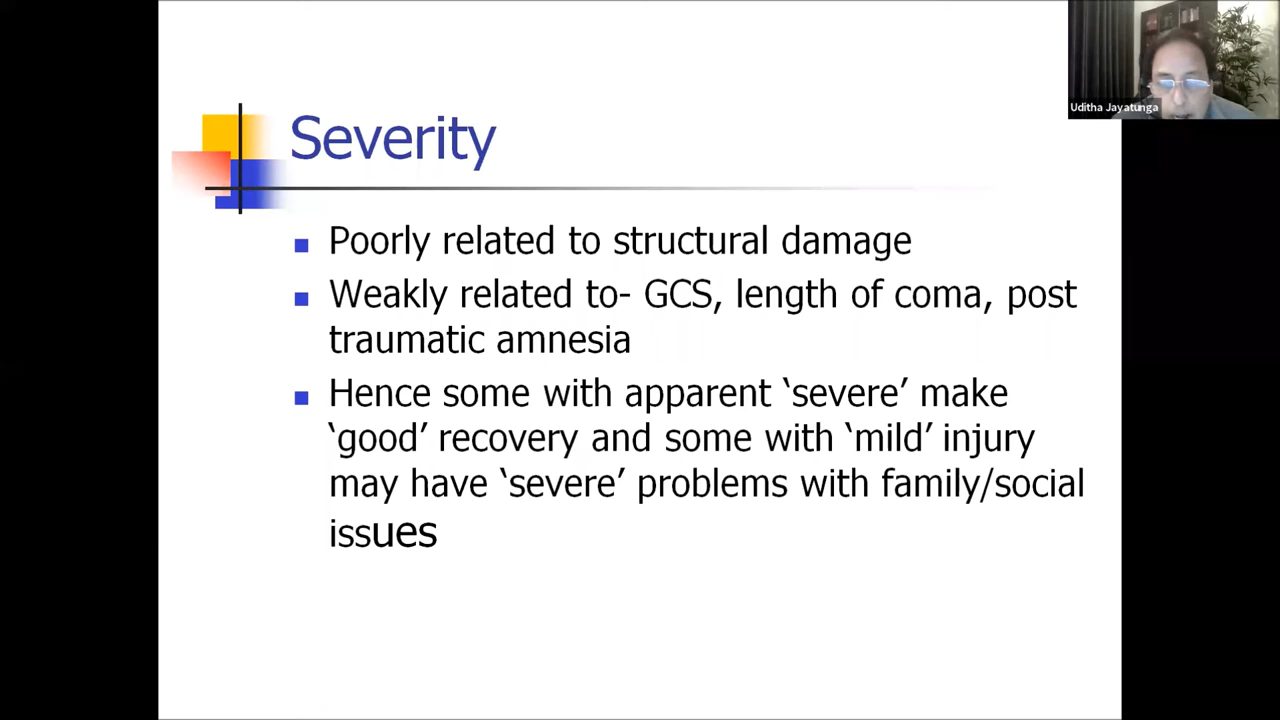 Uditha Jayatunga
Severity
Poorly related to structural damage
Weakly related to- GCS, length of coma, post
traumatic amnesia
Hence some with apparent ‘severe’ make
‘good’ recovery and some with ‘mild’ injury
may have ‘severe’ problems with family/social
issues